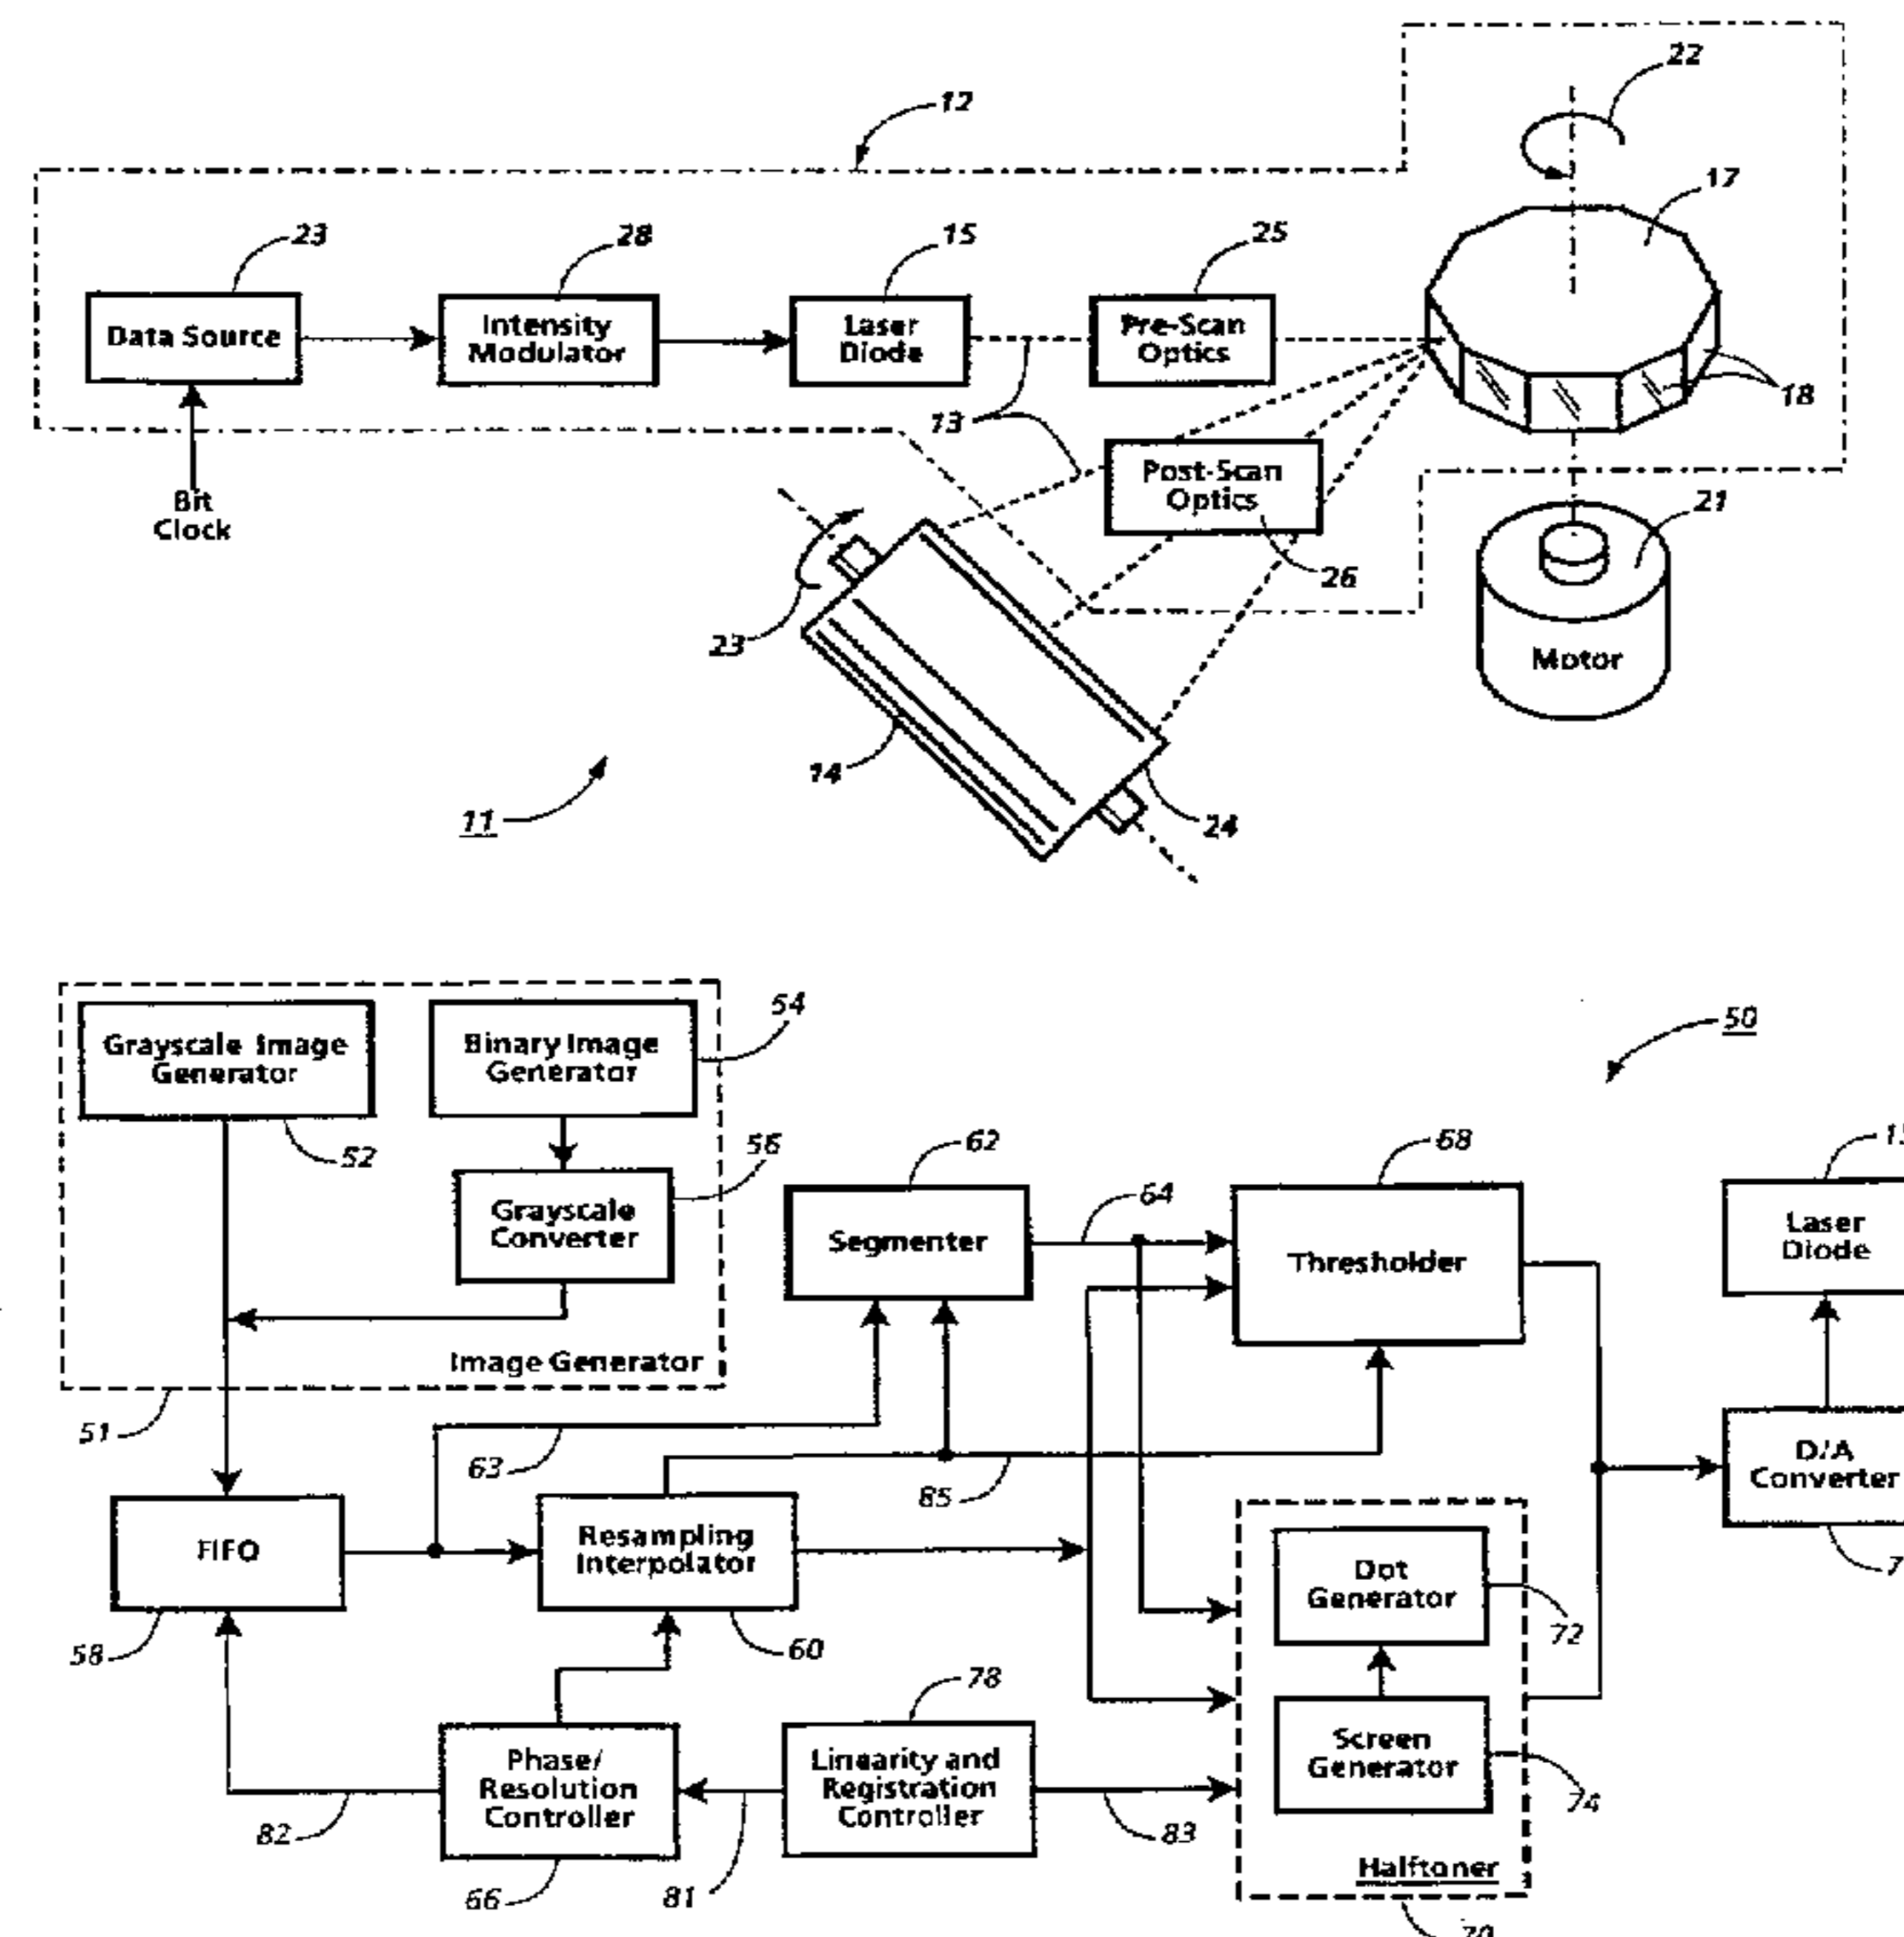 12
22
17
23
28
15
25
Data Source
Intensity
Modulator
Laser
Diode
Pre-Scan
Optics
18
13
Bit
Clock
Post-Scan
Optics
21
26
23
Motor
14
11
24
54
50
Grayscale Image
Generator
Binary Image
Generator
52
56
62
68
64
Grayscale
Converter
Segmenter
Thresholder
Laser
Diode
Image Generator
51
63
85
D/A
Converter
FIFO
Resampling
Interpolator
Dot
Generator
58
60
72
78
Phase/
Resolution
Controller
Linearity and
Registration
Controller
Screen
Generator
82
83
74
66
81
Halftoner
70